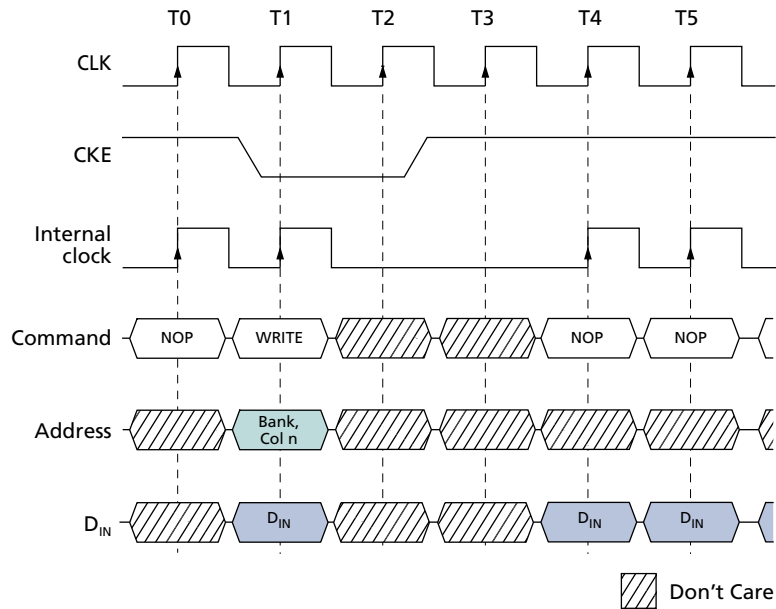 T0 T1 T2 T3 T4 T5
CLK
CKE
Internal
clock
Command NOP WRITE NOP NOP
Address Bank,
Col n
DIN DIN DIN DIN
Don't Care